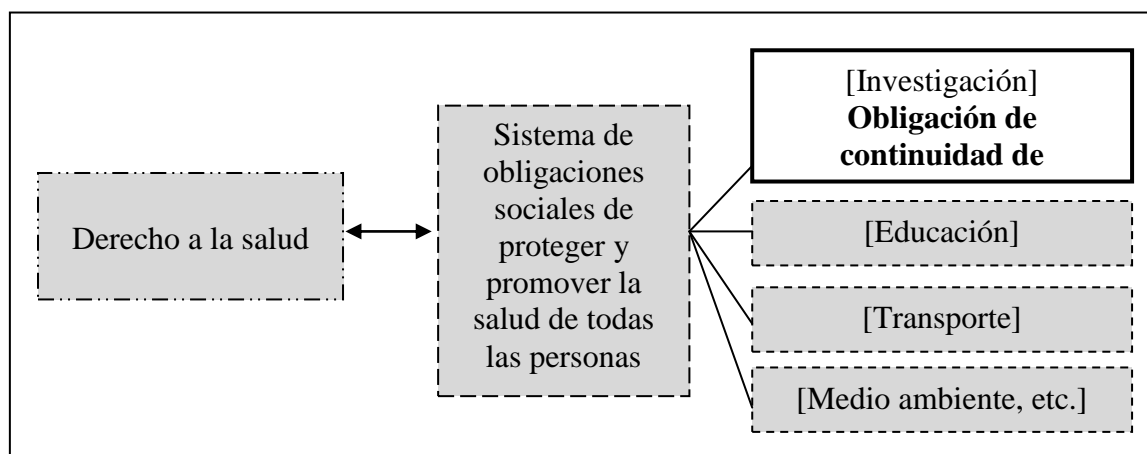 Derecho a la salud
Sistema de
obligaciones
sociales de
proteger y
promover la
salud de todas
las personas
[Investigación]
Obligación de
continuidad de
[Educación]
[Transporte]
[Medio ambiente, etc.]